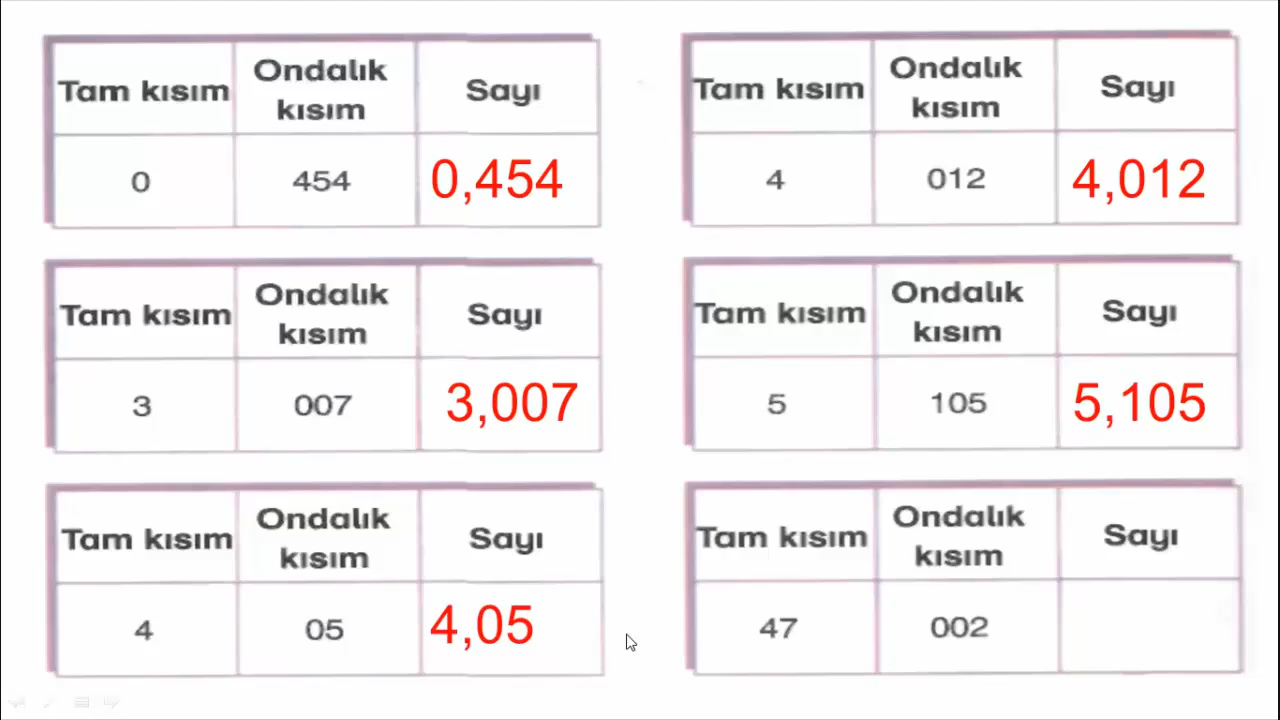 Tam kısım Ondalık kısım Sayı
0 454 0,454
Tam kısım Ondalık kısım Sayı
4 012 4,012
Tam kısım Ondalık kısım Sayı
3 007 3,007
Tam kısım Ondalık kısım Sayı
5 105 5,105
Tam kısım Ondalık kısım Sayı
4 05 4,05
Tam kısım Ondalık kısım Sayı
47 002